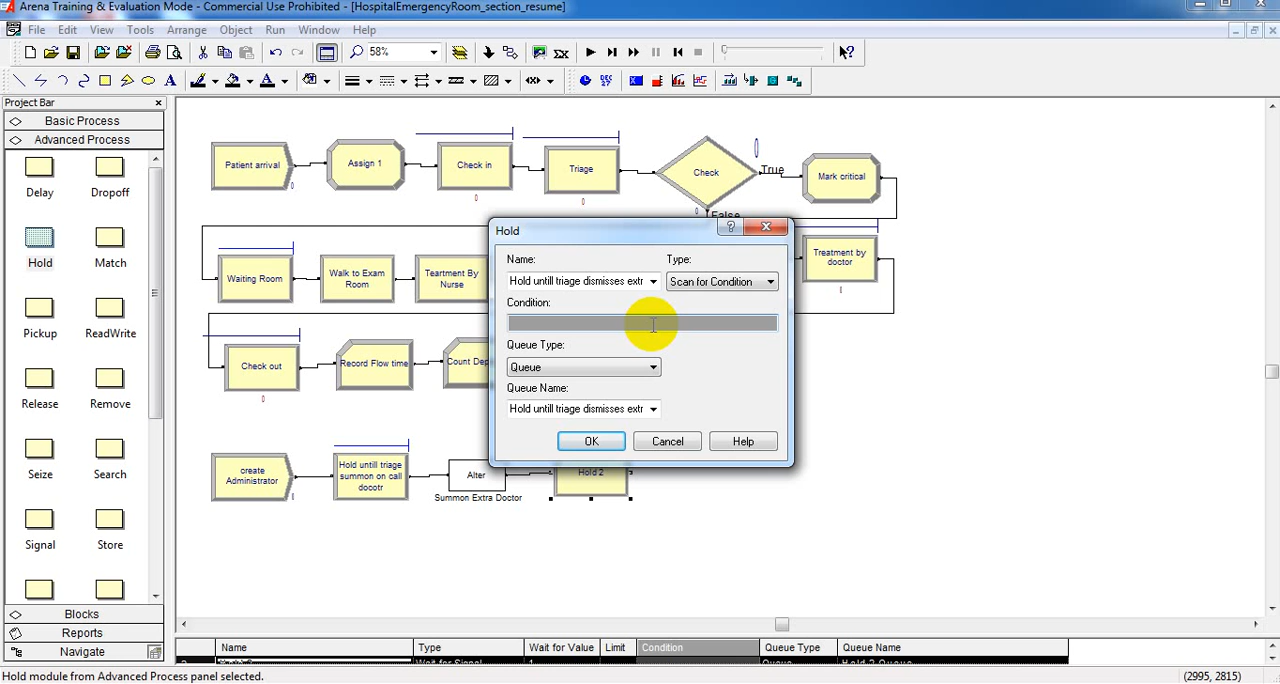 Arena Training & Evaluation Mode - Commercial Use Prohibited - [HospitalEmergencyRoom_section_resume]
File Edit View Tools Arrange Object Run Window Help
58%
Project Bar
Basic Process
Advanced Process
Delay Dropoff
Hold Match
Pickup ReadWrite
Release Remove
Seize Search
Signal Store
Blocks
Reports
Navigate
Patient arrival
0
Assign 1
Check in
0
Triage
0
Check
0
True
0
False
Mark critical
Waiting Room
Walk to Exam
Room
Teartment By
Nurse
Treatment by
doctor
Check out
0
Record Flow time
Count Dep
create
Administrator
Hold untill triage
summon on call
docotr
Alter
Summon Extra Doctor
Hold 2
Hold
Name:
Type:
Hold untill triage dismisses extr
Scan for Condition
Condition:
Queue Type:
Queue
Queue Name:
Hold untill triage dismisses extr
OK Cancel Help
Name Type Wait for Value Limit Condition Queue Type Queue Name
Hold module from Advanced Process panel selected.
(2995, 2815)